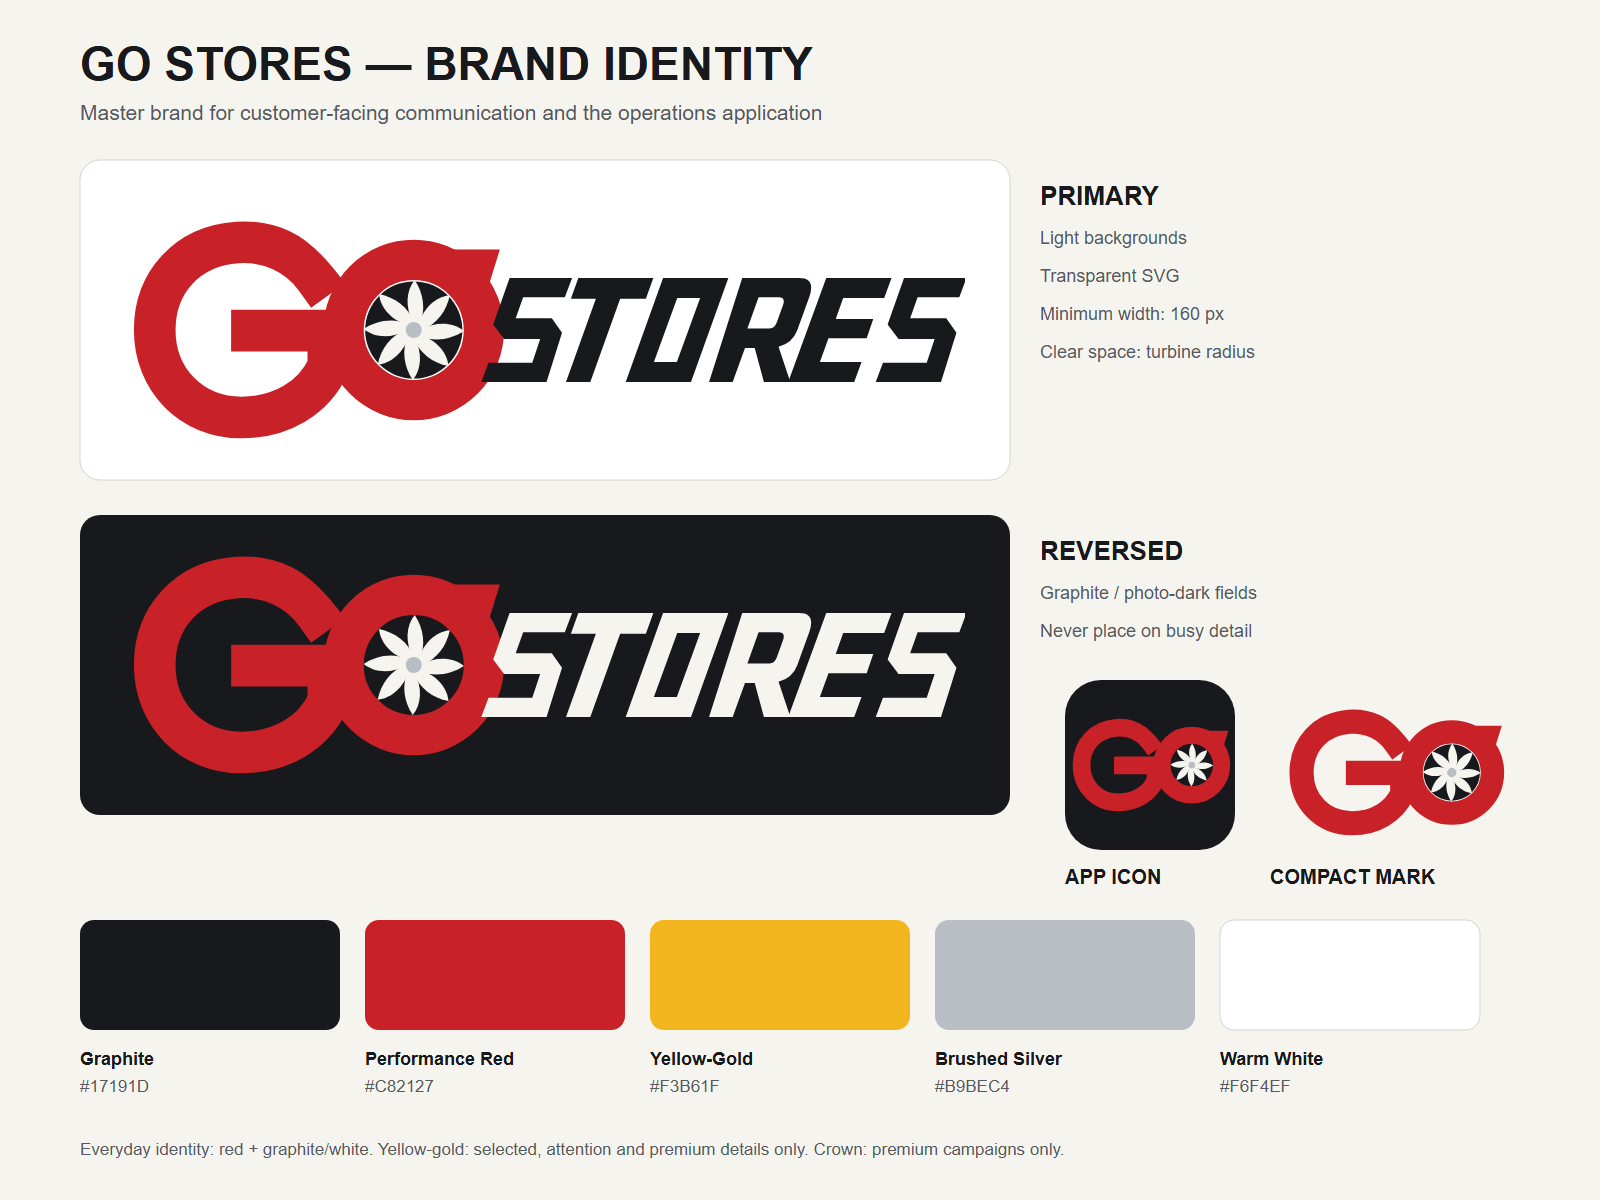 GO STORES — BRAND IDENTITY
Master brand for customer-facing communication and the operations application
GO STORES
PRIMARY
Light backgrounds
Transparent SVG
Minimum width: 160 px
Clear space: turbine radius
GO STORES
REVERSED
Graphite / photo-dark fields
Never place on busy detail
GO
GO
APP ICON
COMPACT MARK
Graphite
#17191D
Performance Red
#C82127
Yellow-Gold
#F3B61F
Brushed Silver
#B9BEC4
Warm White
#F6F4EF
Everyday identity: red + graphite/white. Yellow-gold: selected, attention and premium details only. Crown: premium campaigns only.